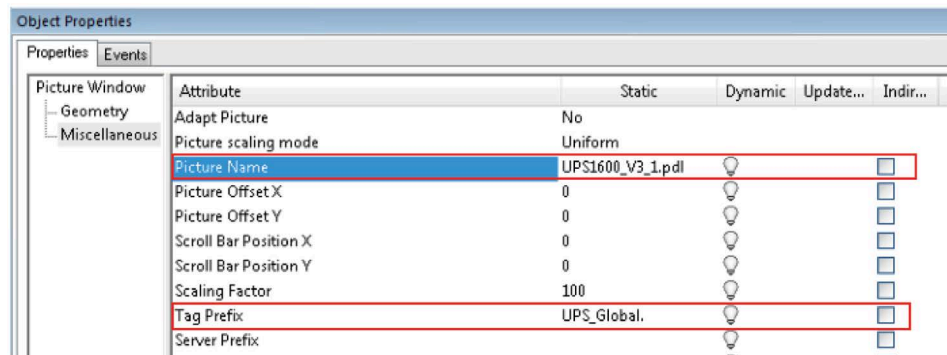 Object Properties
Properties Events
Picture Window
Geometry
Miscellaneous
Attribute Static Dynamic Update... Indir...
Adapt Picture No
Picture scaling mode Uniform
Picture Name UPS1600_V3_1.pdl
Picture Offset X 0
Picture Offset Y 0
Scroll Bar Position X 0
Scroll Bar Position Y 0
Scaling Factor 100
Tag Prefix UPS_Global.
Server Prefix